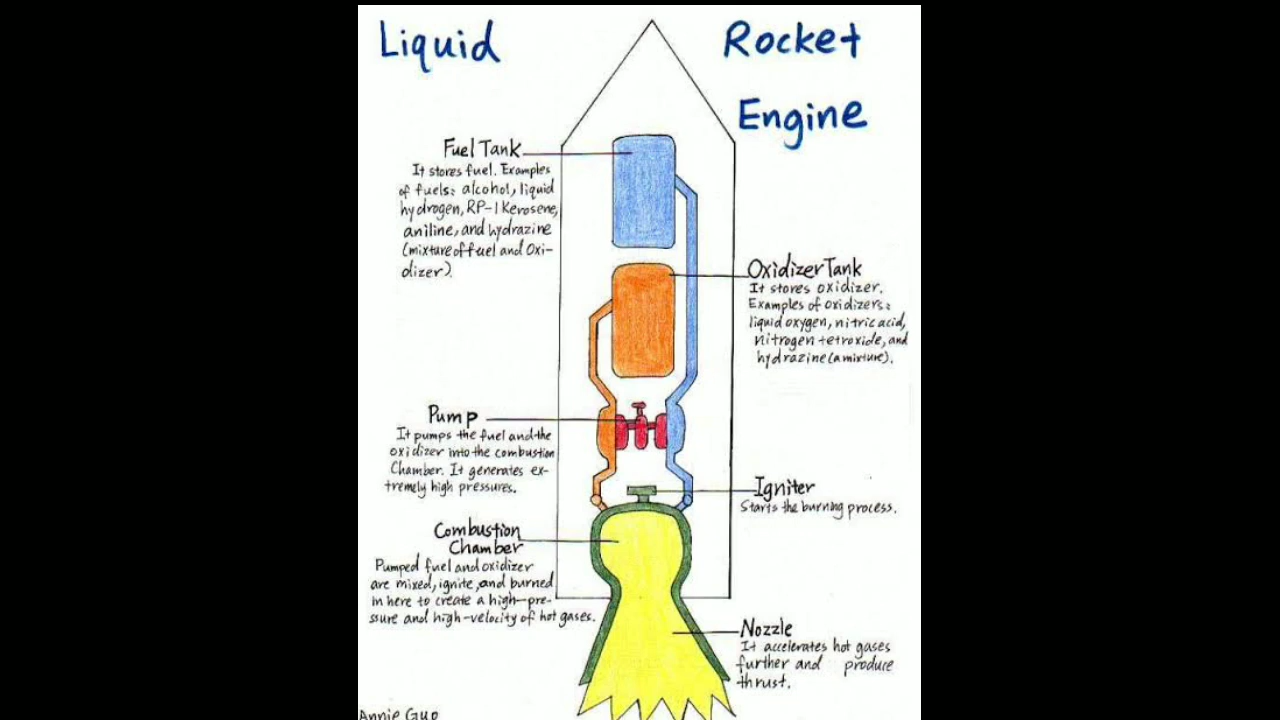 Liquid Rocket
Engine
Fuel Tank
It stores fuel. Examples
of fuels: alcohol, liquid
hydrogen, RP-1 Kerosene,
aniline, and hydrazine
(mixture of fuel and Oxi-
dizer).
Oxidizer Tank
It stores oxidizer.
Examples of oxidizers:
liquid oxygen, nitric acid,
nitrogen tetroxide, and
hydrazine (a mixture).
Pump
It pumps the fuel and the
oxidizer into the combustion
Chamber. It generates ex-
tremely high pressures.
Igniter
Starts the burning process.
Combustion
Chamber
Pumped fuel and oxidizer
are mixed, ignite, and burned
in here to create a high-pre-
ssure and high-velocity of hot gases.
Nozzle
It accelerates hot gases
further and produce
thrust.
Annie Guo